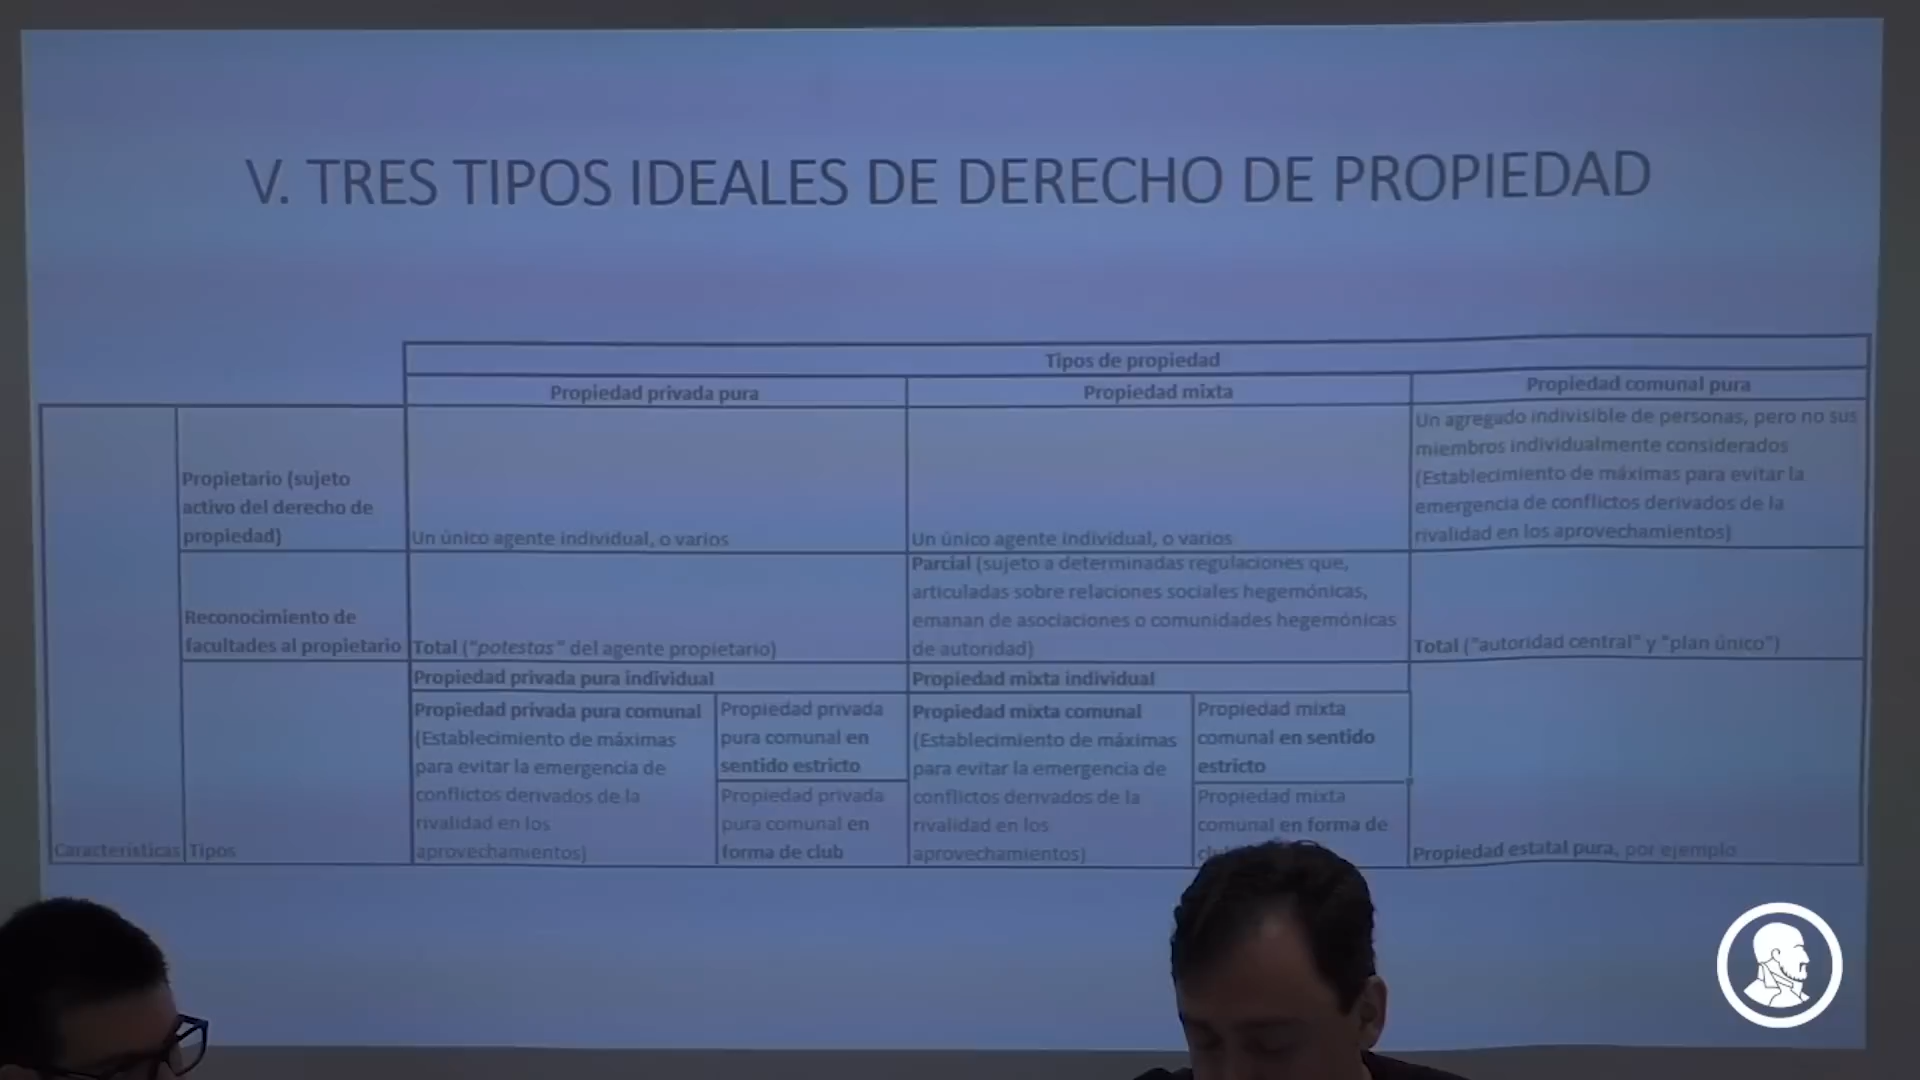 V. TRES TIPOS IDEALES DE DERECHO DE PROPIEDAD
Tipos de propiedad
Propiedad privada pura
Propiedad mixta
Propiedad comunal pura
Propietario (sujeto
activo del derecho de
propiedad)
Un único agente individual, o varios
Un único agente individual, o varios
Un agregado indivisible de personas, pero no sus
miembros individualmente considerados
(Establecimiento de máximas para evitar la
emergencia de conflictos derivados de la
rivalidad en los aprovechamientos)
Reconocimiento de
facultades al propietario
Total ("potestas" del agente propietario)
Parcial (sujeto a determinadas regulaciones que,
articuladas sobre relaciones sociales hegemónicas,
emanan de asociaciones o comunidades hegemónicas
de autoridad)
Total ("autoridad central" y "plan único")
Características
Tipos
Propiedad privada pura individual
Propiedad privada pura comunal
(Establecimiento de máximas
para evitar la emergencia de
conflictos derivados de la
rivalidad en los
aprovechamientos)
Propiedad privada
pura comunal en
sentido estricto
Propiedad privada
pura comunal en
forma de club
Propiedad mixta individual
Propiedad mixta comunal
(Establecimiento de máximas
para evitar la emergencia de
conflictos derivados de la
rivalidad en los
aprovechamientos)
Propiedad mixta
comunal en sentido
estricto
Propiedad mixta
comunal en forma de
Propiedad estatal pura, por ejemplo